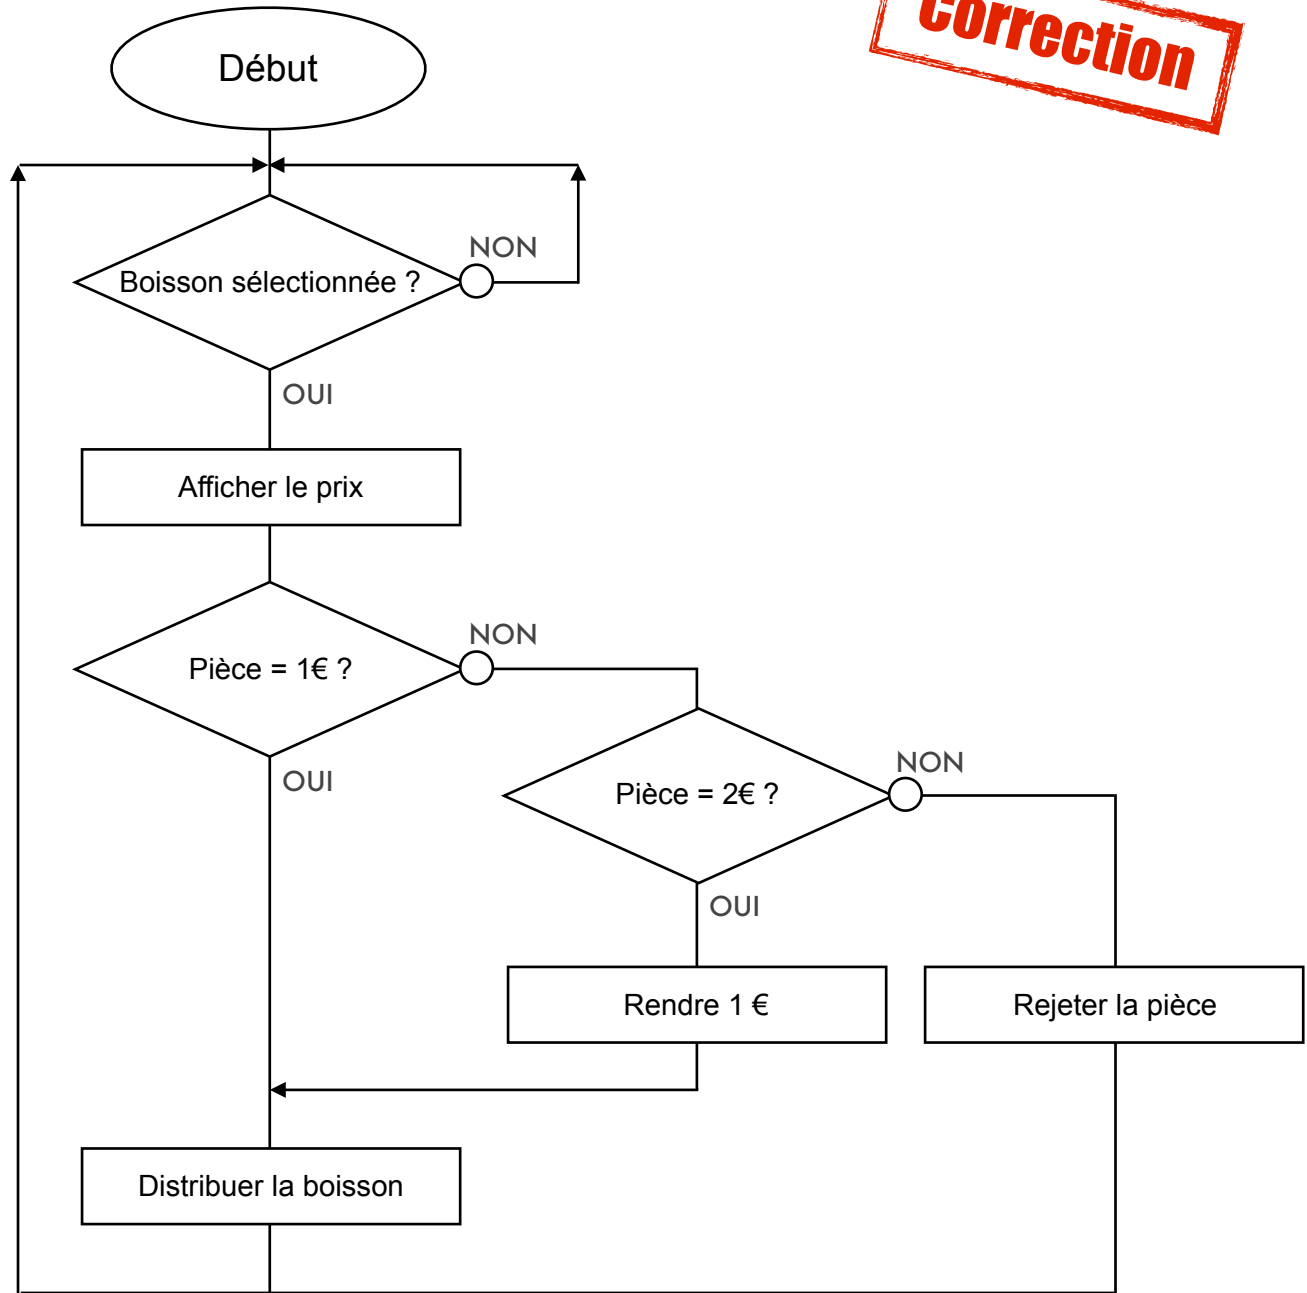 Correction
Début
NON
Boisson sélectionnée ?
OUI
Afficher le prix
NON
Pièce = 1€ ?
OUI
NON
Pièce = 2€ ?
OUI
Rendre 1 €
Rejeter la pièce
Distribuer la boisson